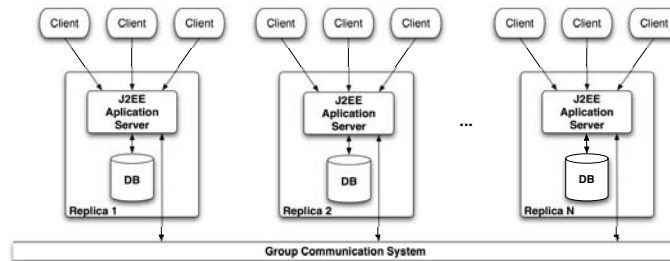 Client Client Client Client Client Client Client Client Client
J2EE
Aplication
Server
J2EE
Aplication
Server
...
J2EE
Aplication
Server
DB
DB
DB
Replica 1
Replica 2
Replica N
Group Communication System